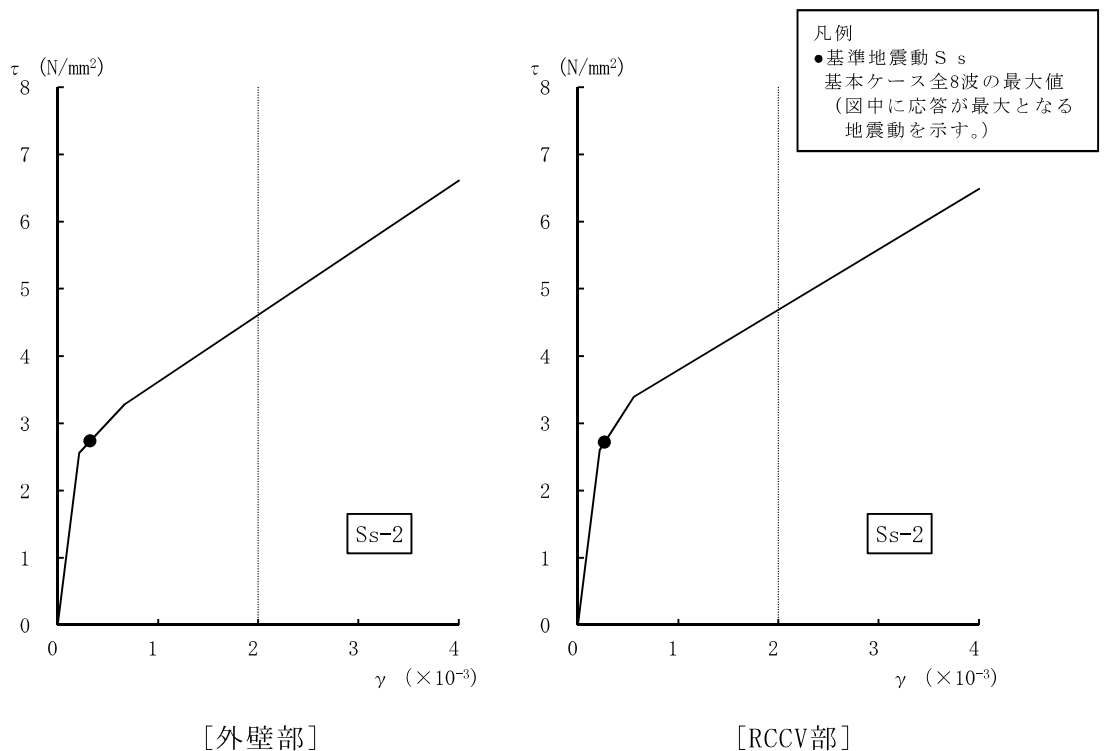 凡例
●基準地震動Ｓｓ
基本ケース全8波の最大値
（図中に応答が最大となる
地震動を示す。）
τ (N/mm²)
8
7
6
5
4
3
2
1
0
0 1 2 3 4
γ (×10⁻³)
Ss-2
[外壁部]
τ (N/mm²)
8
7
6
5
4
3
2
1
0
0 1 2 3 4
γ (×10⁻³)
Ss-2
[RCCV部]